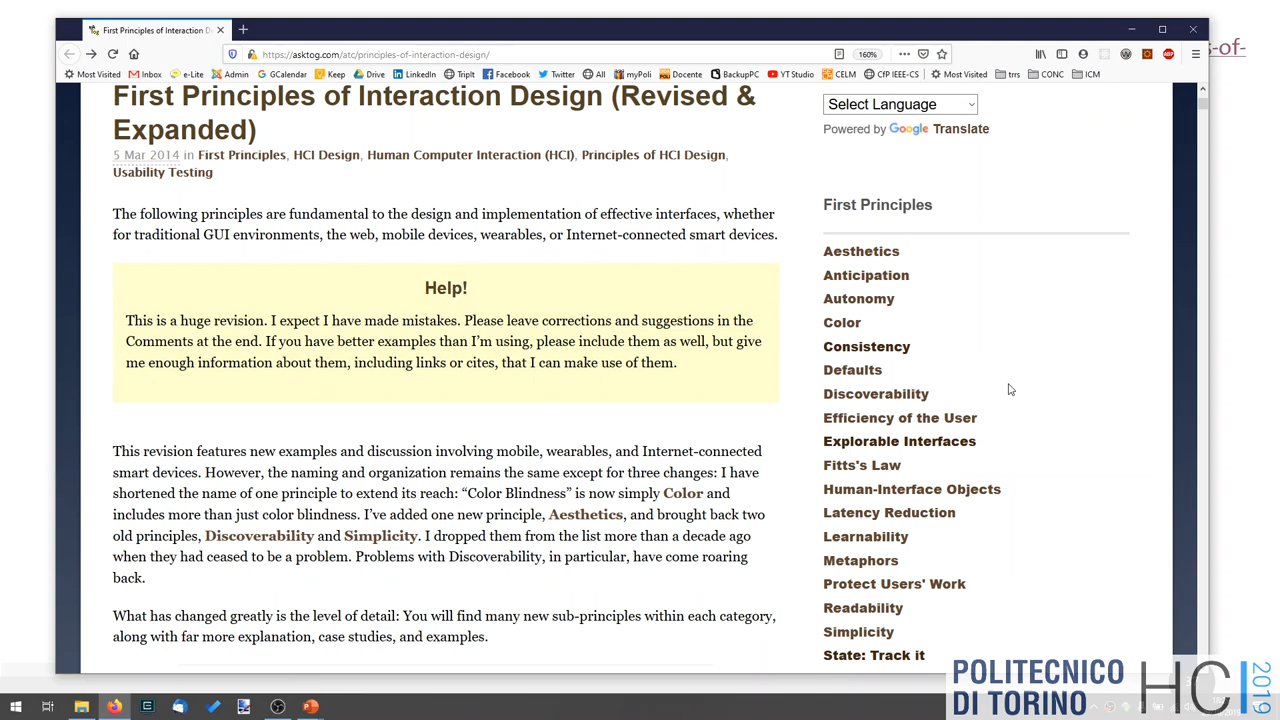 First Principles of Interaction D
s-of-
https://asktog.com/atc/principles-of-interaction-design/
160%
Most Visited
Inbox
e-Lite
Admin
GCalendar
Keep
Drive
LinkedIn
TripIt
Facebook
Twitter
All
myPoli
Docente
BackupPC
YT Studio
CELM
CfP IEEE-CS
Most Visited
trrs
CONC
ICM
First Principles of Interaction Design (Revised &
Expanded)
5 Mar 2014 in First Principles, HCI Design, Human Computer Interaction (HCI), Principles of HCI Design,
Usability Testing
The following principles are fundamental to the design and implementation of effective interfaces, whether
for traditional GUI environments, the web, mobile devices, wearables, or Internet-connected smart devices.
Help!
This is a huge revision. I expect I have made mistakes. Please leave corrections and suggestions in the
Comments at the end. If you have better examples than I’m using, please include them as well, but give
me enough information about them, including links or cites, that I can make use of them.
This revision features new examples and discussion involving mobile, wearables, and Internet-connected
smart devices. However, the naming and organization remains the same except for three changes: I have
shortened the name of one principle to extend its reach: “Color Blindness” is now simply Color and
includes more than just color blindness. I’ve added one new principle, Aesthetics, and brought back two
old principles, Discoverability and Simplicity. I dropped them from the list more than a decade ago
when they had ceased to be a problem. Problems with Discoverability, in particular, have come roaring
back.
What has changed greatly is the level of detail: You will find many new sub-principles within each category,
along with far more explanation, case studies, and examples.
Select Language
Powered by Google Translate
First Principles
Aesthetics
Anticipation
Autonomy
Color
Consistency
Defaults
Discoverability
Efficiency of the User
Explorable Interfaces
Fitts's Law
Human-Interface Objects
Latency Reduction
Learnability
Metaphors
Protect Users' Work
Readability
Simplicity
State: Track it
POLITECNICO
DI TORINO
HCI
2019